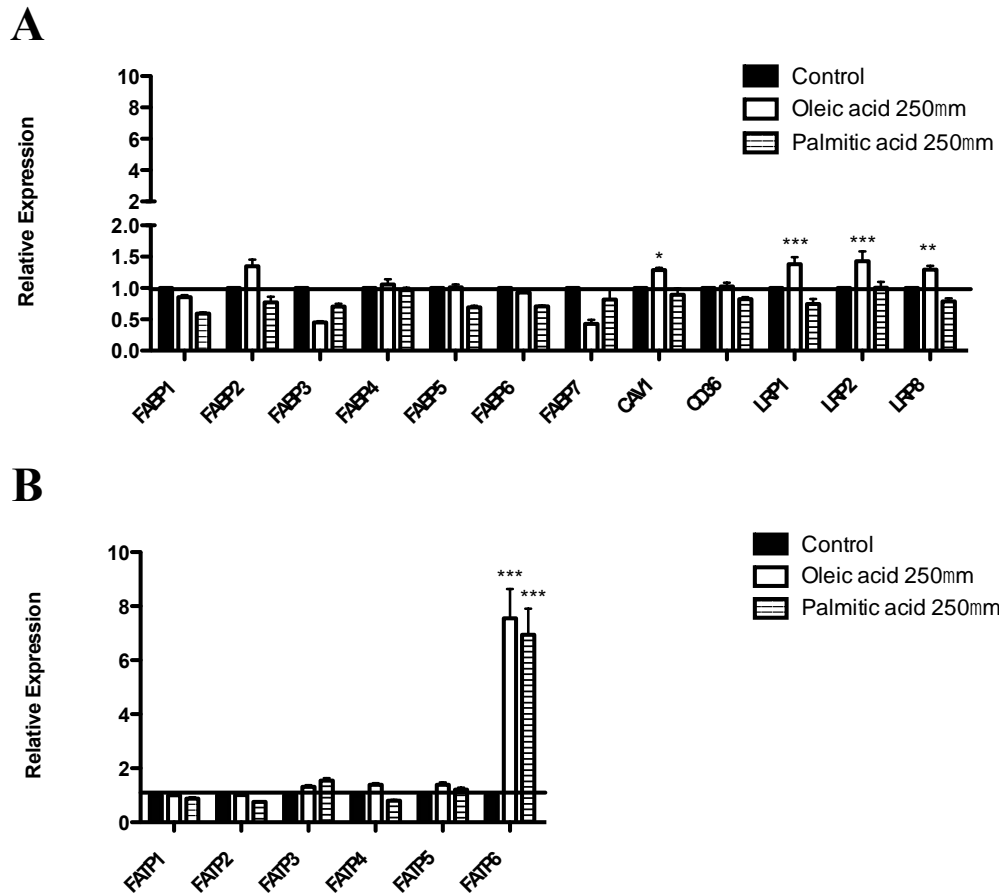 A
Relative Expression
10
8
6
4
2
2.0
1.5
1.0
0.5
0.0
Control
Oleic acid 250mm
Palmitic acid 250mm
* *** *** **
FABP1 FABP2 FABP3 FABP4 FABP5 FABP6 FABP7 CAV1 CD36 LRP1 LRP2 LRP8
B
Relative Expression
10
8
6
4
2
0
Control
Oleic acid 250mm
Palmitic acid 250mm
*** ***
FATP1 FATP2 FATP3 FATP4 FATP5 FATP6